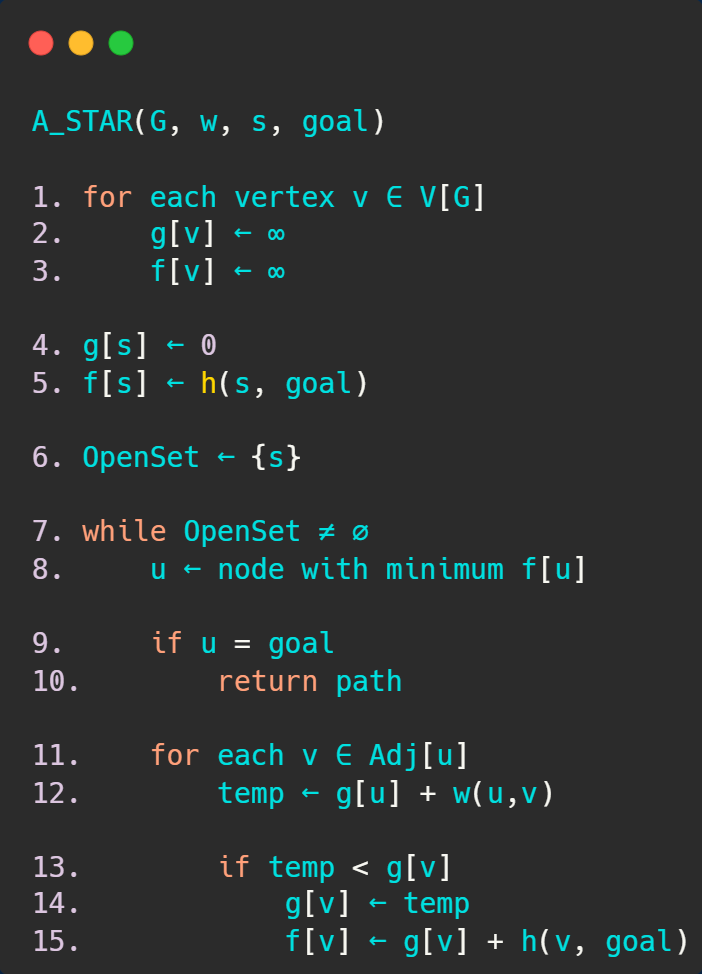 A_STAR(G, w, s, goal)
1. for each vertex v ∈ V[G]
2.     g[v] ← ∞
3.     f[v] ← ∞
4. g[s] ← 0
5. f[s] ← h(s, goal)
6. OpenSet ← {s}
7. while OpenSet ≠ ∅
8.     u ← node with minimum f[u]
9.     if u = goal
10.        return path
11.    for each v ∈ Adj[u]
12.        temp ← g[u] + w(u,v)
13.        if temp < g[v]
14.            g[v] ← temp
15.            f[v] ← g[v] + h(v, goal)